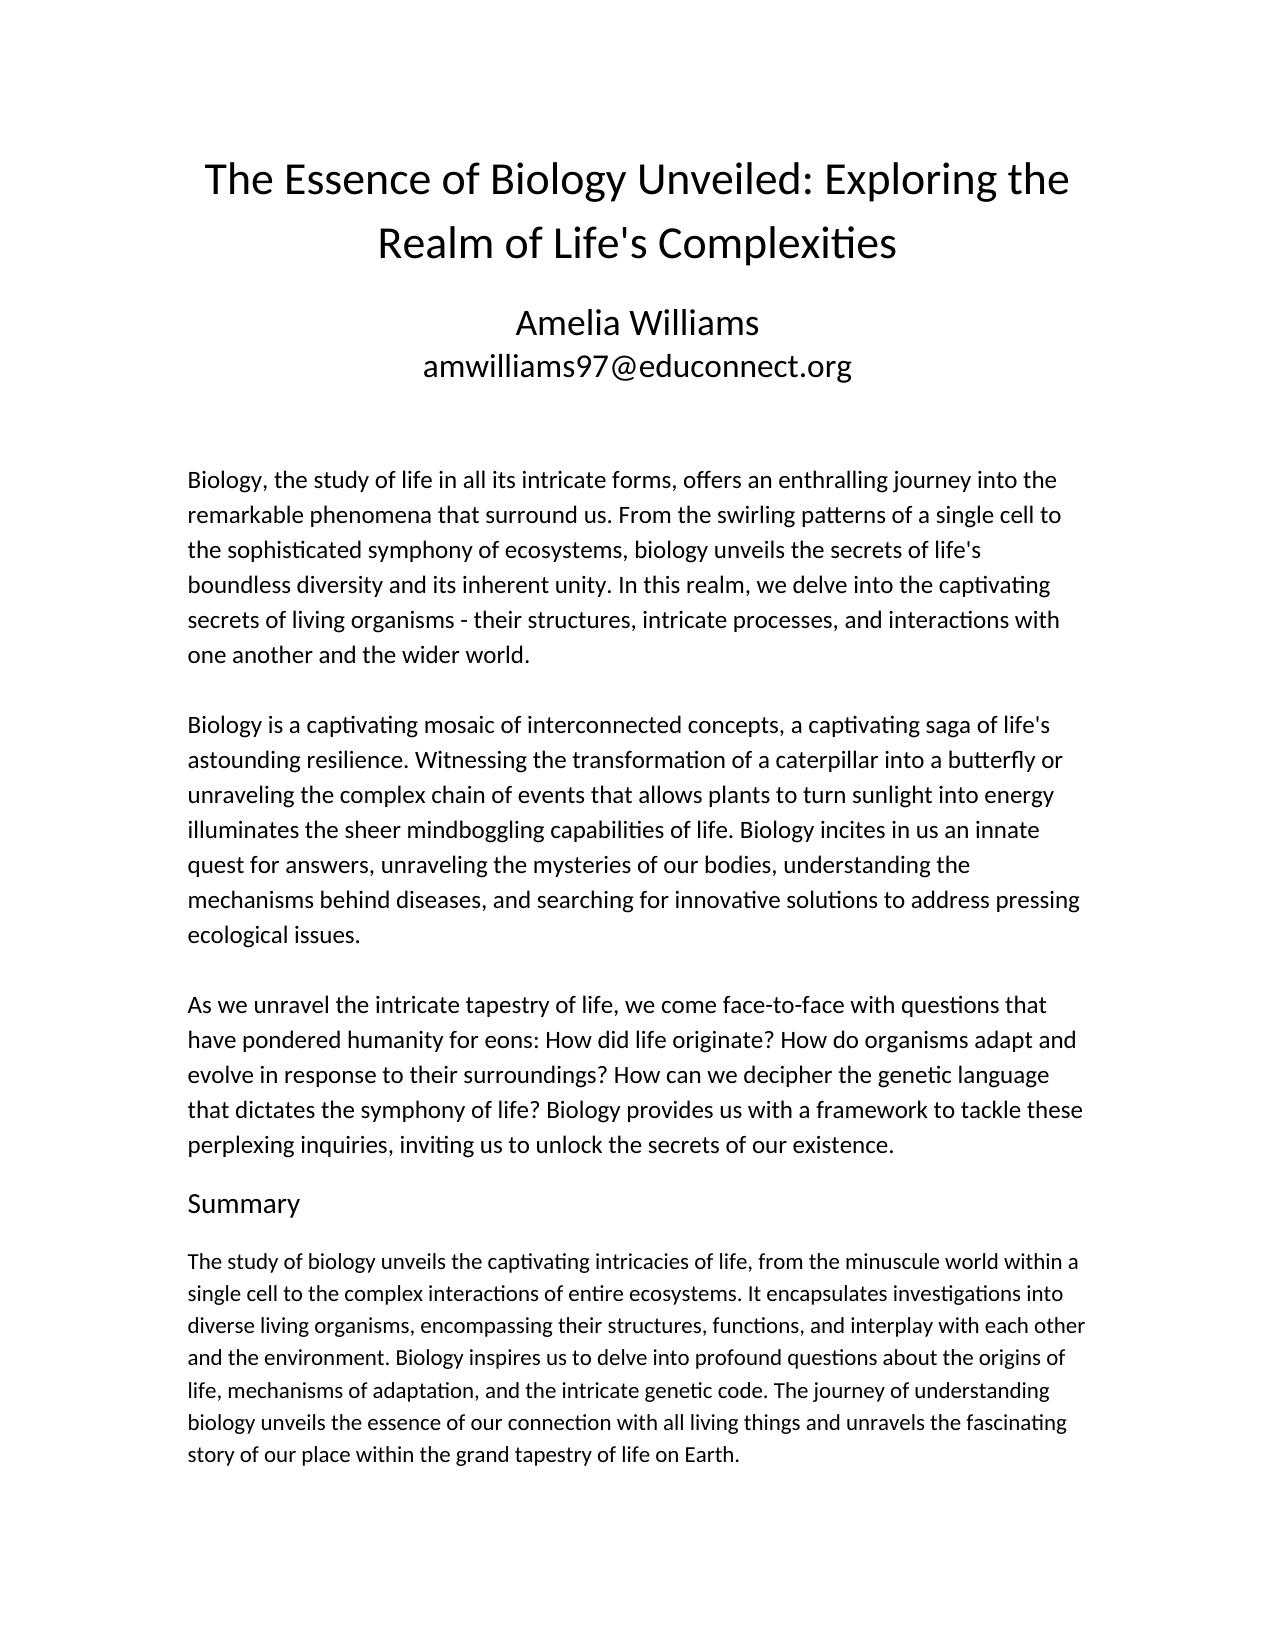 The Essence of Biology Unveiled: Exploring the
Realm of Life's Complexities
Amelia Williams
amwilliams97@educonnect.org
Biology, the study of life in all its intricate forms, offers an enthralling journey into the
remarkable phenomena that surround us. From the swirling patterns of a single cell to
the sophisticated symphony of ecosystems, biology unveils the secrets of life's
boundless diversity and its inherent unity. In this realm, we delve into the captivating
secrets of living organisms - their structures, intricate processes, and interactions with
one another and the wider world.
Biology is a captivating mosaic of interconnected concepts, a captivating saga of life's
astounding resilience. Witnessing the transformation of a caterpillar into a butterfly or
unraveling the complex chain of events that allows plants to turn sunlight into energy
illuminates the sheer mindboggling capabilities of life. Biology incites in us an innate
quest for answers, unraveling the mysteries of our bodies, understanding the
mechanisms behind diseases, and searching for innovative solutions to address pressing
ecological issues.
As we unravel the intricate tapestry of life, we come face-to-face with questions that
have pondered humanity for eons: How did life originate? How do organisms adapt and
evolve in response to their surroundings? How can we decipher the genetic language
that dictates the symphony of life? Biology provides us with a framework to tackle these
perplexing inquiries, inviting us to unlock the secrets of our existence.
Summary
The study of biology unveils the captivating intricacies of life, from the minuscule world within a
single cell to the complex interactions of entire ecosystems. It encapsulates investigations into
diverse living organisms, encompassing their structures, functions, and interplay with each other
and the environment. Biology inspires us to delve into profound questions about the origins of
life, mechanisms of adaptation, and the intricate genetic code. The journey of understanding
biology unveils the essence of our connection with all living things and unravels the fascinating
story of our place within the grand tapestry of life on Earth.